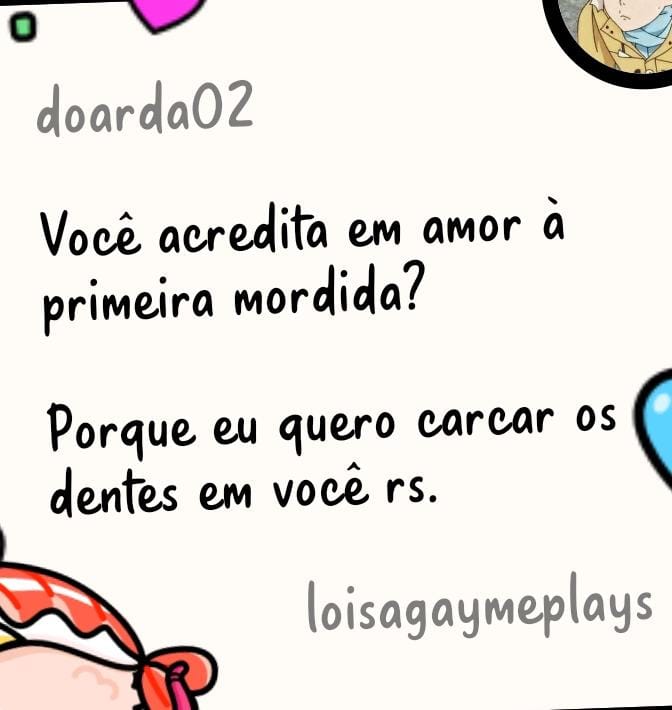 doarda02
Você acredita em amor à
primeira mordida?
Porque eu quero carcar os
dentes em você rs.
loisagaymeplays